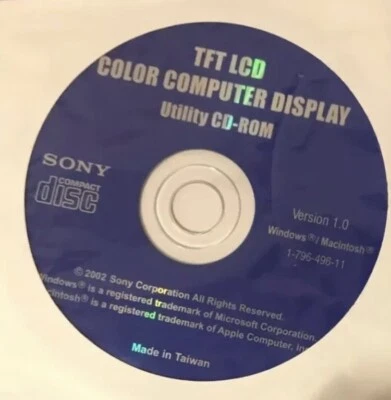 TFT LCD
COLOR COMPUTER DISPLAY
Utility CD-ROM
SONY
COMPACT
disc
Version 1.0
Windows®/ Macintosh®
1-796-496-11
© 2002 Sony Corporation All Rights Reserved.
Windows® is a registered trademark of Microsoft Corporation.
Macintosh® is a registered trademark of Apple Computer, Inc.
Made in Taiwan